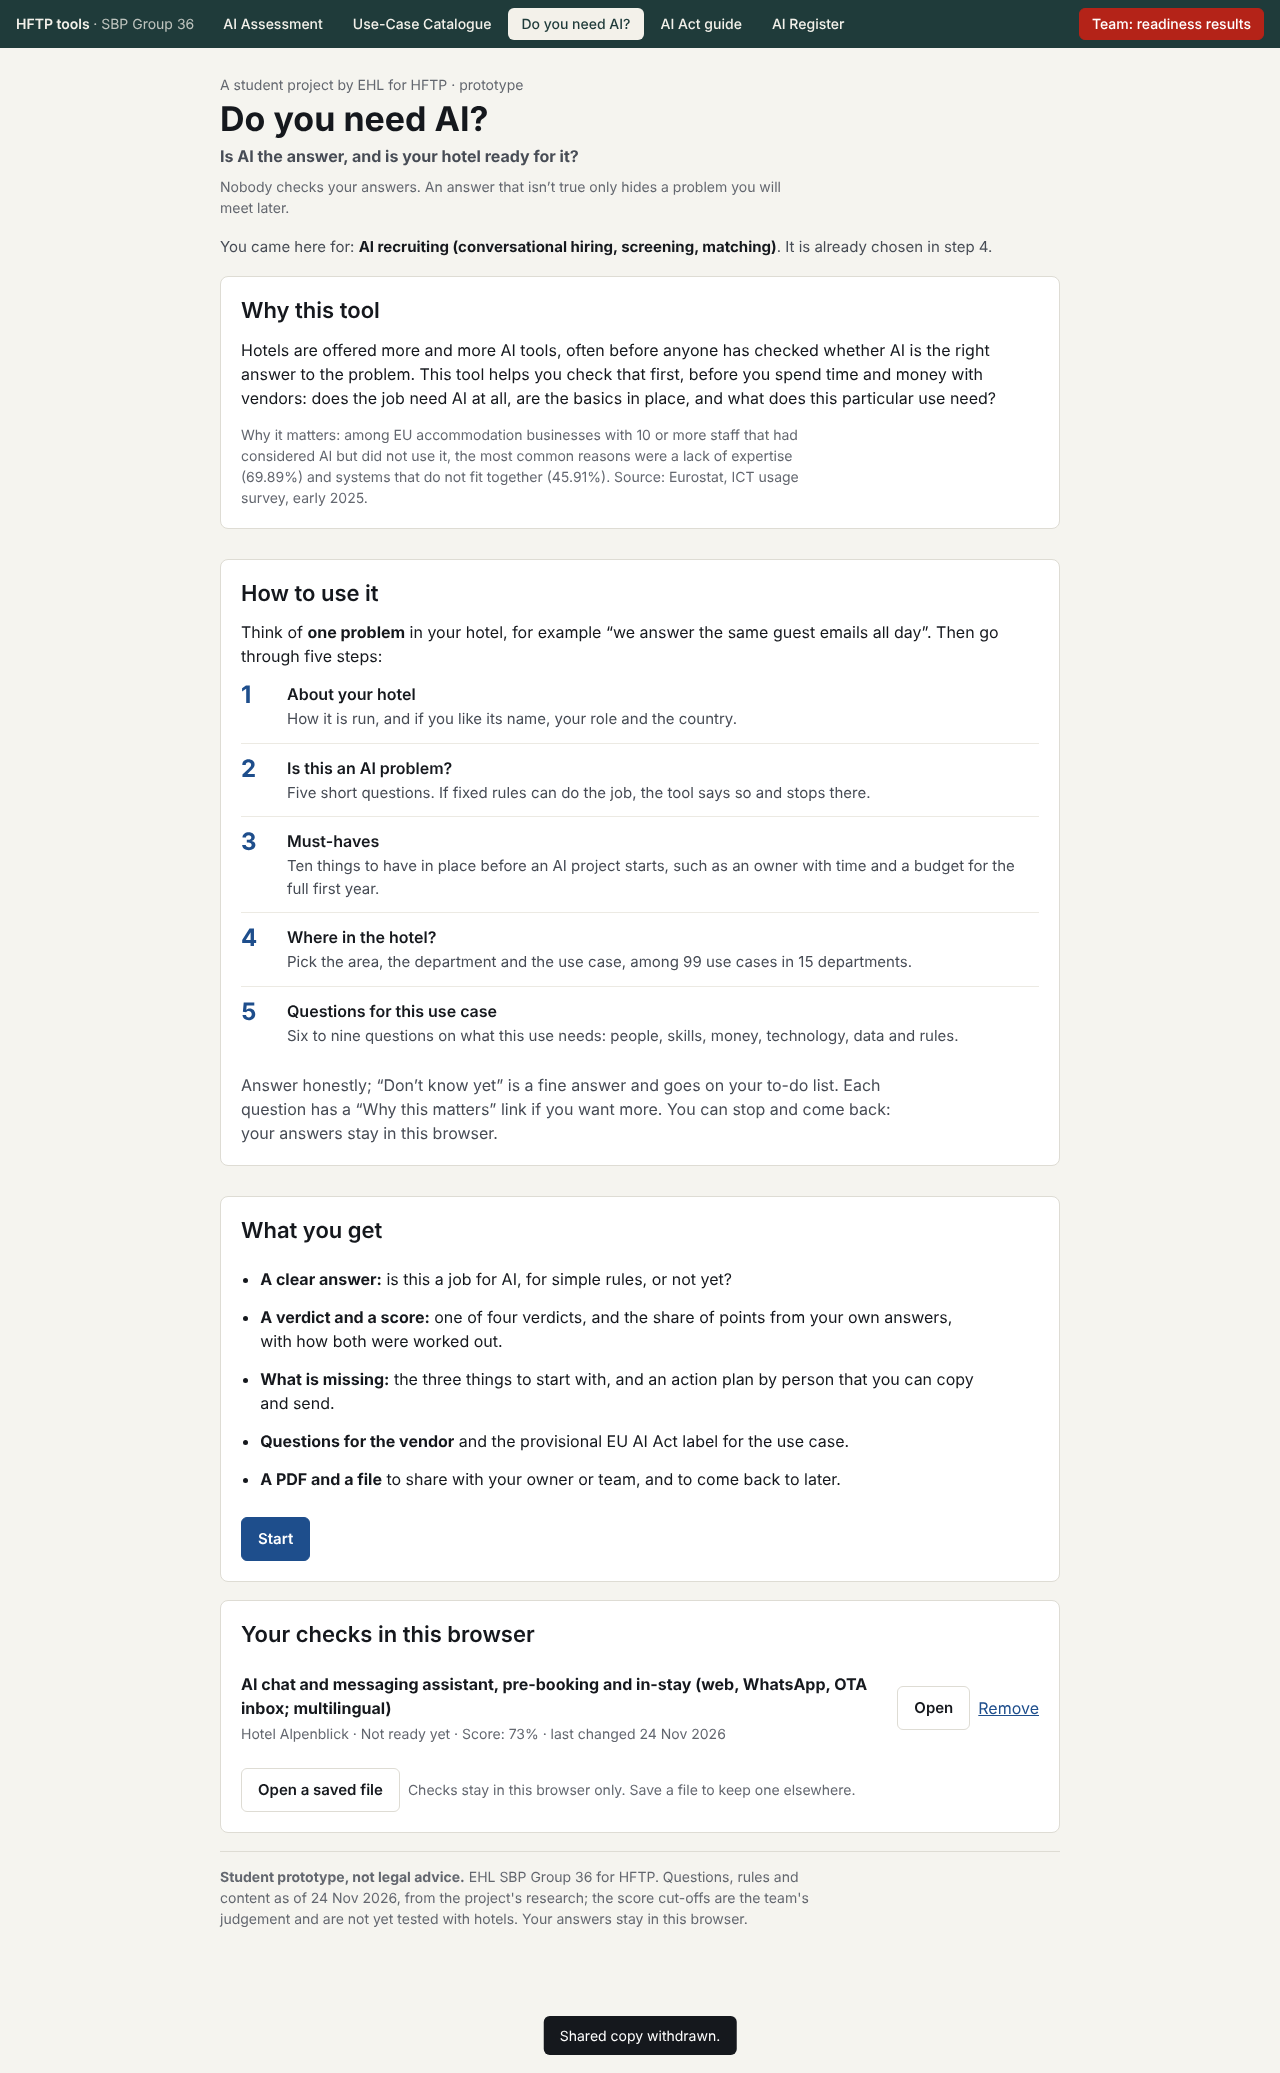 HFTP tools · SBP Group 36
AI Assessment
Use-Case Catalogue
Do you need AI?
AI Act guide
AI Register
Team: readiness results
A student project by EHL for HFTP · prototype
Do you need AI?
Is AI the answer, and is your hotel ready for it?
Nobody checks your answers. An answer that isn’t true only hides a problem you will
meet later.
You came here for: AI recruiting (conversational hiring, screening, matching). It is already chosen in step 4.
Why this tool
Hotels are offered more and more AI tools, often before anyone has checked whether AI is the right
answer to the problem. This tool helps you check that first, before you spend time and money with
vendors: does the job need AI at all, are the basics in place, and what does this particular use need?
Why it matters: among EU accommodation businesses with 10 or more staff that had
considered AI but did not use it, the most common reasons were a lack of expertise
(69.89%) and systems that do not fit together (45.91%). Source: Eurostat, ICT usage
survey, early 2025.
How to use it
Think of one problem in your hotel, for example “we answer the same guest emails all day”. Then go
through five steps:
1
About your hotel
How it is run, and if you like its name, your role and the country.
2
Is this an AI problem?
Five short questions. If fixed rules can do the job, the tool says so and stops there.
3
Must-haves
Ten things to have in place before an AI project starts, such as an owner with time and a budget for the
full first year.
4
Where in the hotel?
Pick the area, the department and the use case, among 99 use cases in 15 departments.
5
Questions for this use case
Six to nine questions on what this use needs: people, skills, money, technology, data and rules.
Answer honestly; “Don’t know yet” is a fine answer and goes on your to-do list. Each
question has a “Why this matters” link if you want more. You can stop and come back:
your answers stay in this browser.
What you get
• A clear answer: is this a job for AI, for simple rules, or not yet?
• A verdict and a score: one of four verdicts, and the share of points from your own answers,
with how both were worked out.
• What is missing: the three things to start with, and an action plan by person that you can copy
and send.
• Questions for the vendor and the provisional EU AI Act label for the use case.
• A PDF and a file to share with your owner or team, and to come back to later.
Start
Your checks in this browser
AI chat and messaging assistant, pre-booking and in-stay (web, WhatsApp, OTA
inbox; multilingual)
Hotel Alpenblick · Not ready yet · Score: 73% · last changed 24 Nov 2026
Open
Remove
Open a saved file
Checks stay in this browser only. Save a file to keep one elsewhere.
Student prototype, not legal advice. EHL SBP Group 36 for HFTP. Questions, rules and
content as of 24 Nov 2026, from the project's research; the score cut-offs are the team's
judgement and are not yet tested with hotels. Your answers stay in this browser.
Shared copy withdrawn.